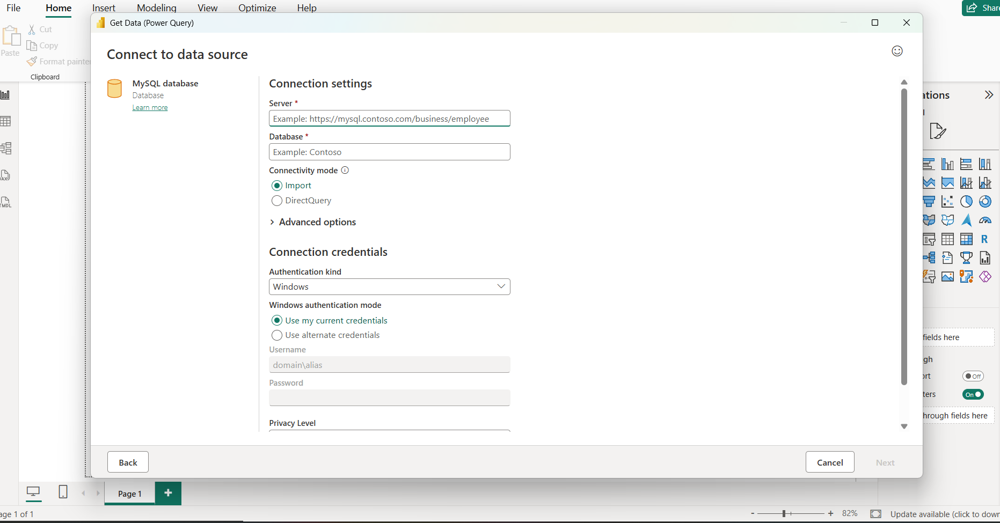 File Home Insert Modeling View Optimize Help
Share
Paste
Cut
Copy
Format painter
Clipboard
Get Data (Power Query)
Connect to data source
MySQL database
Database
Learn more
Connection settings
Server *
Example: https://mysql.contoso.com/business/employee
Database *
Example: Contoso
Connectivity mode
Import
DirectQuery
Advanced options
Connection credentials
Authentication kind
Windows
Windows authentication mode
Use my current credentials
Use alternate credentials
Username
domain\alias
Password
Privacy Level
Back
Cancel
Next
ations
R
fields here
gh
ort
Off
ters
On
hrough fields here
TMDL
Page 1
+
age 1 of 1
- + 82%
Update available (click to down